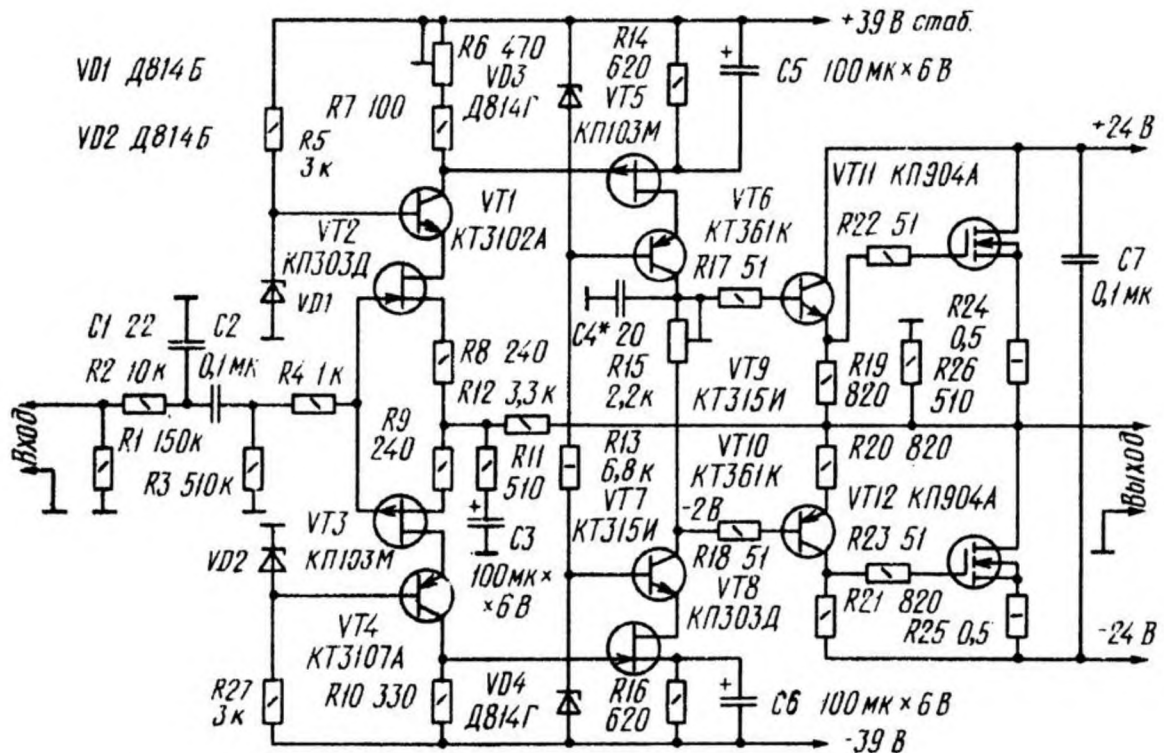 +39 В стаб.
VD1 Д814Б
VD2 Д814Б
R6 470
VD3
Д814Г
R7 100
R5
3к
R14
620
VT5
КП103М
C5 100мк×6В
+24 В
VT1
КТ3102А
VT2
КП303Д
VD1
VT6
КТ361К
R17 51
VT11 КП904А
R22 51
C7
0,1мк
C1 22
C2
0,1мк
R2 10к
R4 1к
R8 240
R12 3,3к
C4* 20
R15
2,2к
VT9
КТ315И
R19
820
R24
0,5
R26
510
Вход
R1 150к
R3 510к
R9
240
R11
510
C3
100мк×
×6В
R13
6,8к
VT7
КТ315И
VT10
КТ361К
-2В
R20 820
VT12 КП904А
Выход
VD2
VT3
КП103М
R18 51
VT8
КП303Д
R23 51
R21 820
R25 0,5
-24 В
VT4
КТ3107А
R27
3к
R10 330
VD4
Д814Г
R16
620
C6 100мк×6В
-39 В